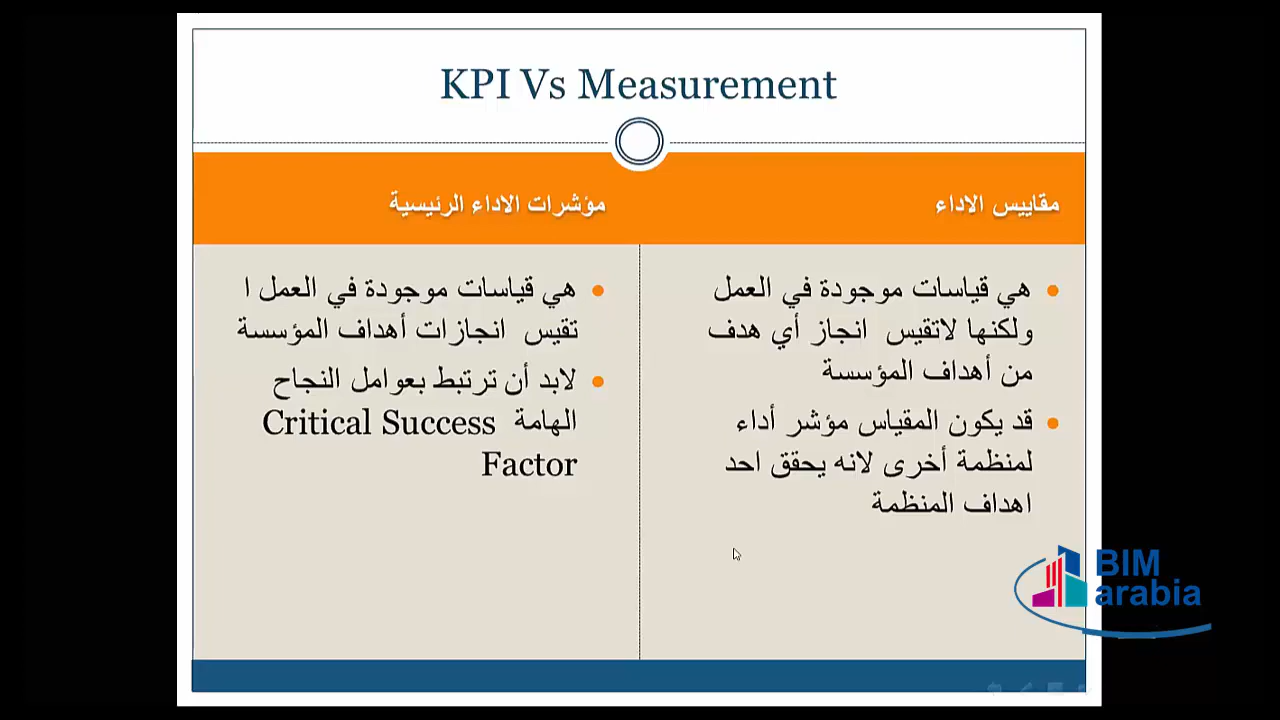 KPI Vs Measurement
مقاييس الاداء
هي قياسات موجودة في العمل
ولكنها لاتقيس انجاز أي هدف
من أهداف المؤسسة
قد يكون المقياس مؤشر أداء
لمنظمة أخرى لانه يحقق احد
اهداف المنظمة
مؤشرات الاداء الرئيسية
هي قياسات موجودة في العمل ا
تقيس انجازات أهداف المؤسسة
لابد أن ترتبط بعوامل النجاح
الهامة Critical Success
Factor
BIM
arabia